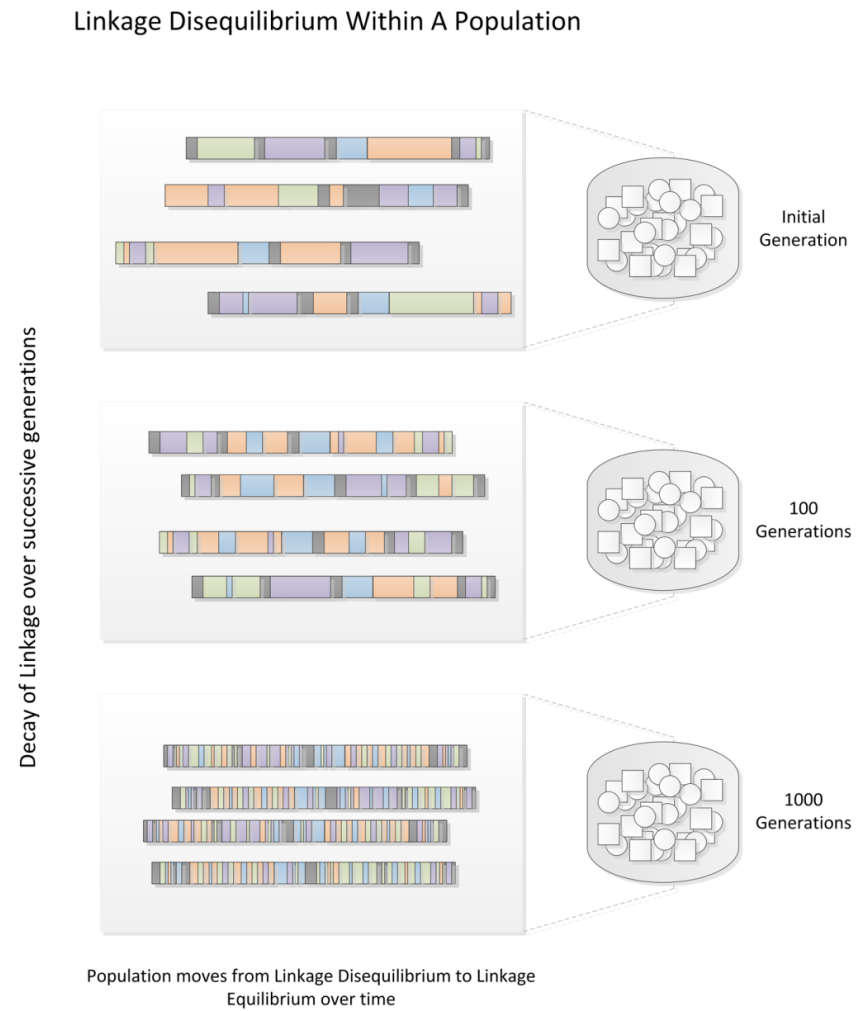 Linkage Disequilibrium Within A Population
Initial
Generation
Decay of Linkage over successive generations
100
Generations
1000
Generations
Population moves from Linkage Disequilibrium to Linkage
Equilibrium over time